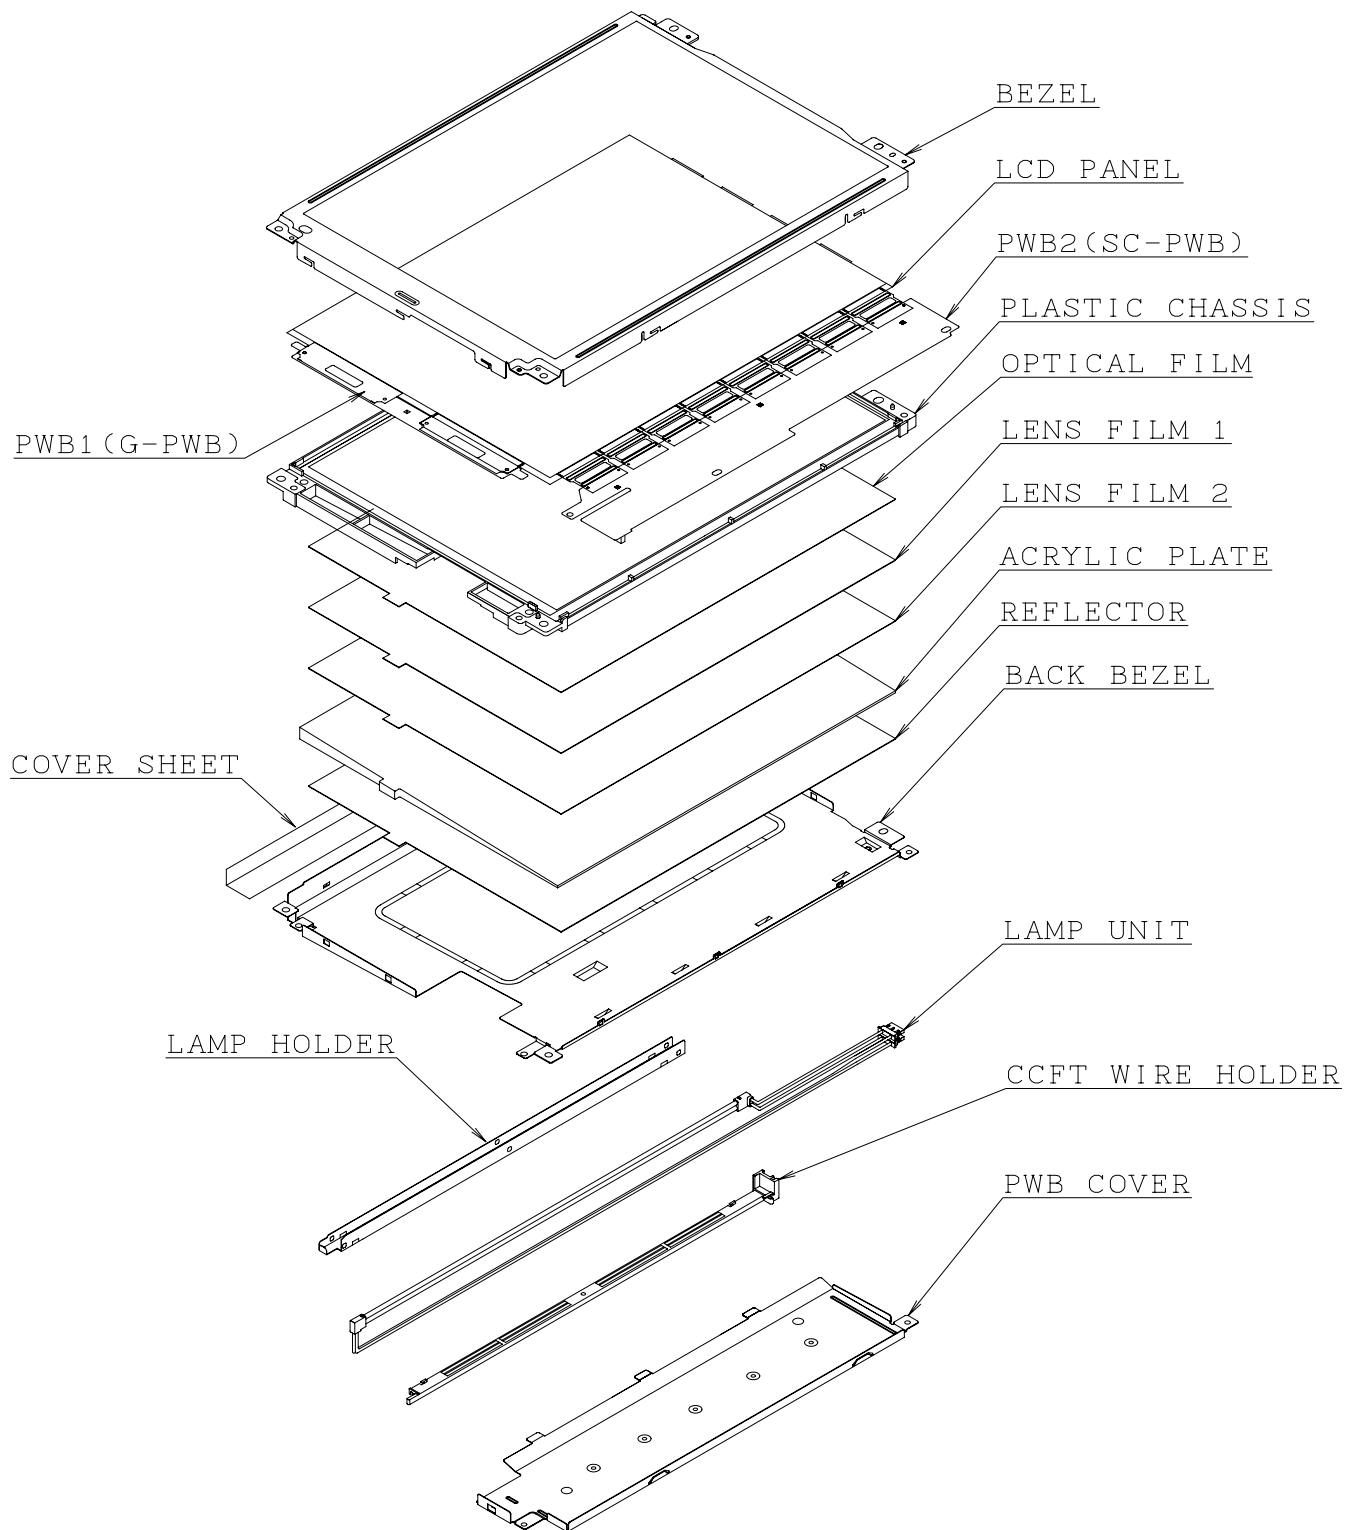 BEZEL
LCD PANEL
PWB2(SC-PWB)
PLASTIC CHASSIS
OPTICAL FILM
PWB1(G-PWB)
LENS FILM 1
LENS FILM 2
ACRYLIC PLATE
REFLECTOR
BACK BEZEL
COVER SHEET
LAMP UNIT
LAMP HOLDER
CCFT WIRE HOLDER
PWB COVER